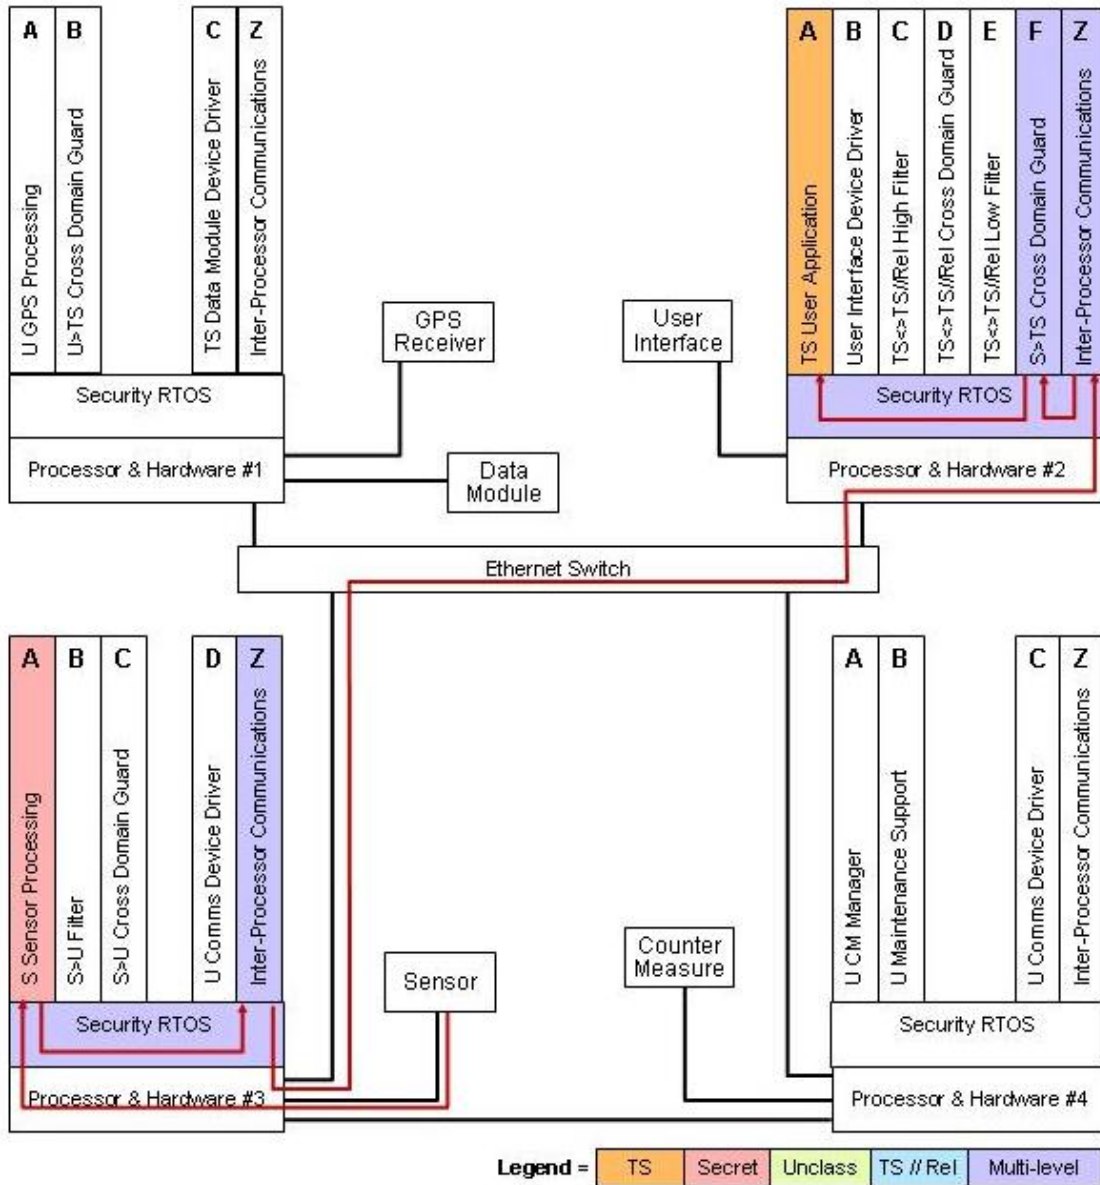 A
U GPS Processing
B
U>TS Cross Domain Guard
C
TS Data Module Device Driver
Z
Inter-Processor Communications
Security RTOS
Processor & Hardware #1
GPS
Receiver
Data
Module
User
Interface
A
TS User Application
B
User Interface Device Driver
C
TS<>TS//Rel High Filter
D
TS<>TS//Rel Cross Domain Guard
E
TS<>TS//Rel Low Filter
F
S>TS Cross Domain Guard
Z
Inter-Processor Communications
Security RTOS
Processor & Hardware #2
Ethernet Switch
A
S Sensor Processing
B
S>U Filter
C
S>U Cross Domain Guard
D
U Comms Device Driver
Z
Inter-Processor Communications
Security RTOS
Processor & Hardware #3
Sensor
Counter
Measure
A
U CM Manager
B
U Maintenance Support
C
U Comms Device Driver
Z
Inter-Processor Communications
Security RTOS
Processor & Hardware #4
Legend = TS Secret Unclass TS // Rel Multi-level